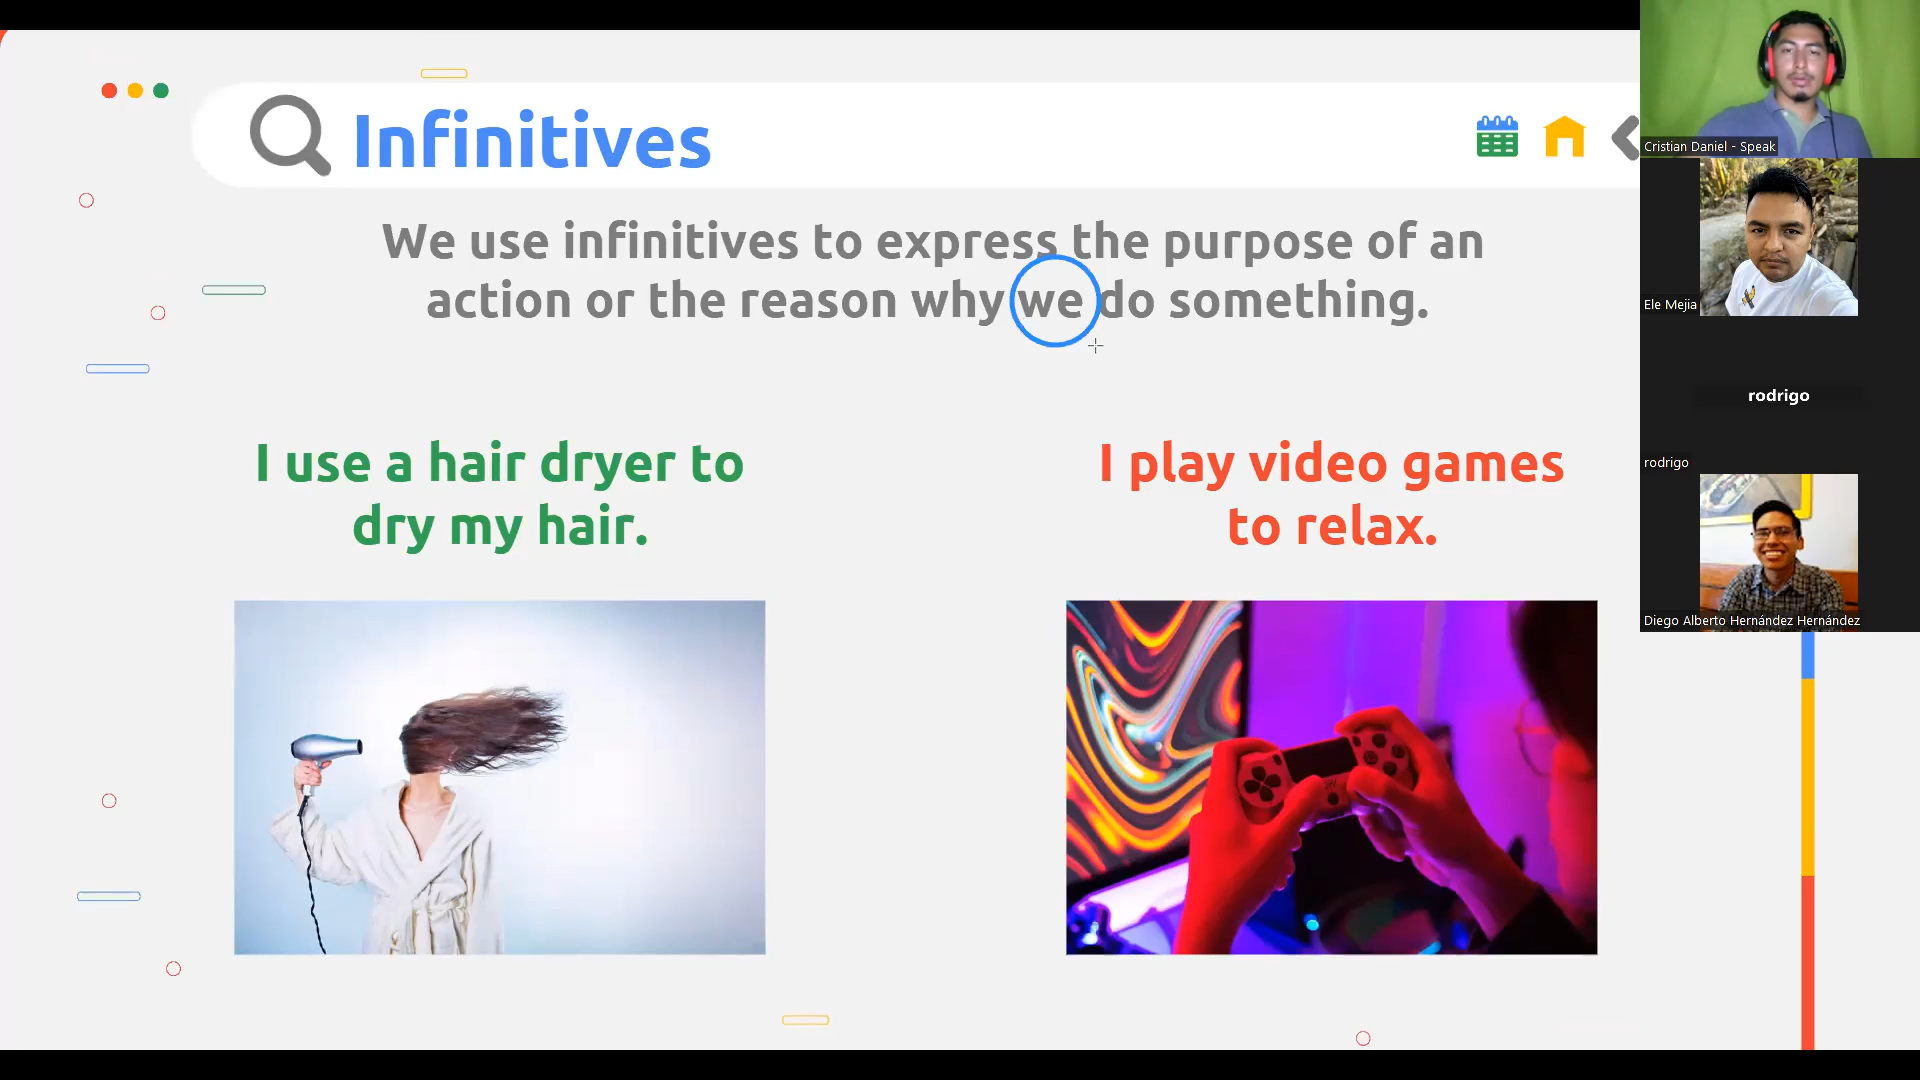 Infinitives
We use infinitives to express the purpose of an
action or the reason why we do something.
I use a hair dryer to
dry my hair.
I play video games
to relax.
Cristian Daniel - Speak
Ele Mejia
rodrigo
rodrigo
Diego Alberto Hernández Hernández